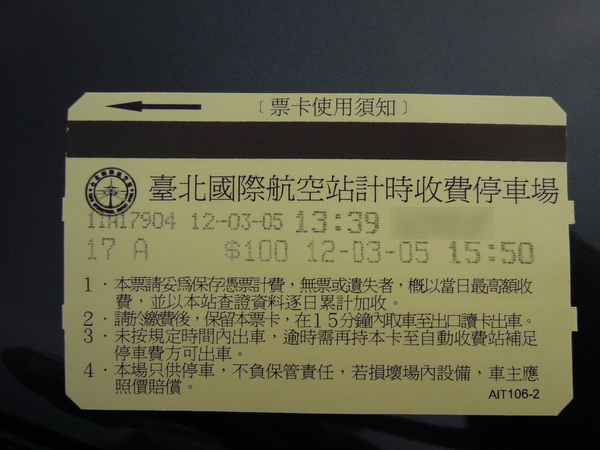 〔票卡使用須知〕
臺北國際航空站計時收費停車場
12-03-05 13:39
17 A $100 12-03-05 15:50
1．本票請妥為保存憑票計費，無票或遺失者，概以當日最高額收
費，並以本站查證資料逐日累計加收。
2．請於繳費後，保留本票卡，在15分鐘內取車至出口讀卡出車。
3．未按規定時間內出車，逾時需再持本卡至自動收費站補足
停車費方可出車。
4．本場只供停車，不負保管責任，若損壞場內設備，車主應
照價賠償。
AIT106-2